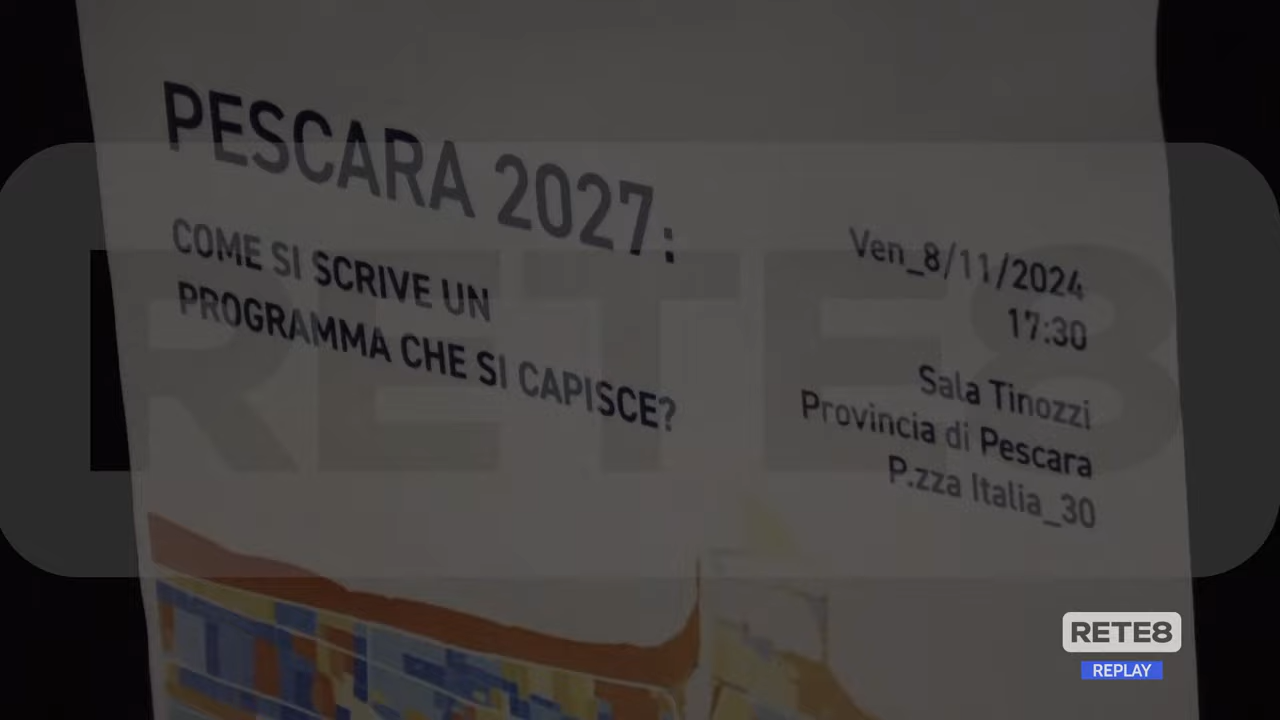 PESCARA 2027:
COME SI SCRIVE UN
PROGRAMMA CHE SI CAPISCE?
Ven_8/11/2024
17:30
Sala Tinozzi
Provincia di Pescara
P.zza Italia_30
RETE8
RETE8
REPLAY